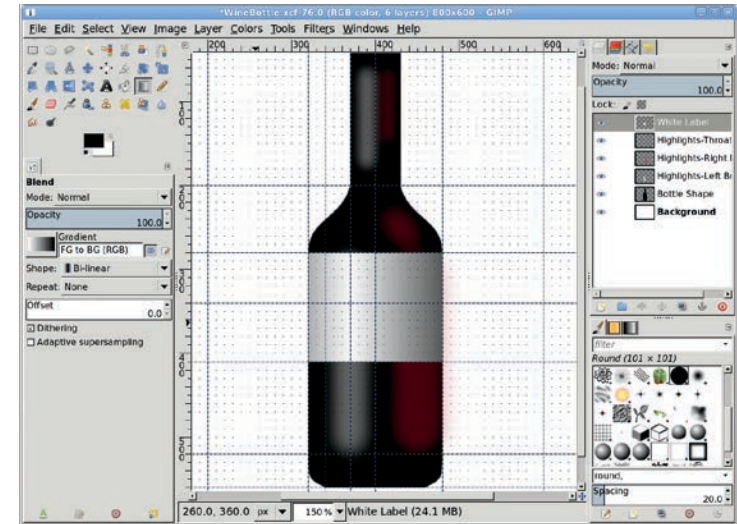 *WineBottle.xcf-76.0 (RGB color, 6 layers) 800x600 – GIMP
File Edit Select View Image Layer Colors Tools Filters Windows Help
200 300 400 500 600
Mode: Normal
Opacity
100.0
Lock:
White Label
Highlights-Throat
Highlights-Right
Highlights-Left B
Bottle Shape
Background
Blend
Mode: Normal
Opacity
100.0
Gradient
FG to BG (RGB)
Shape: Bi-linear
Repeat: None
Offset
0.0
Dithering
Adaptive supersampling
filter
Round (101 × 101)
round,
Spacing
20.0
260.0, 360.0 px 150% White Label (24.1 MB)